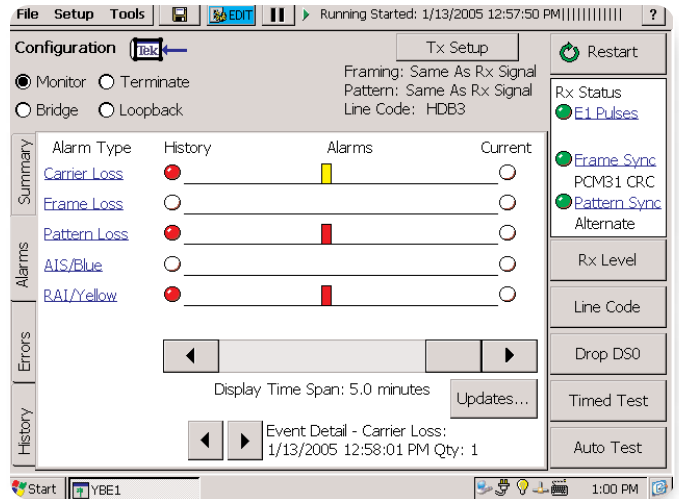 File Setup Tools EDIT Running Started: 1/13/2005 12:57:50 PM ?
Configuration Tek
Monitor Terminate
Bridge Loopback
Tx Setup
Framing: Same As Rx Signal
Pattern: Same As Rx Signal
Line Code: HDB3
Restart
Rx Status
E1 Pulses
Frame Sync
PCM31 CRC
Pattern Sync
Alternate
Summary
Alarms
Errors
History
Alarm Type History Alarms Current
Carrier Loss
Frame Loss
Pattern Loss
AIS/Blue
RAI/Yellow
Display Time Span: 5.0 minutes
Updates...
Event Detail - Carrier Loss:
1/13/2005 12:58:01 PM Qty: 1
Rx Level
Line Code
Drop DS0
Timed Test
Auto Test
Start YBE1 1:00 PM